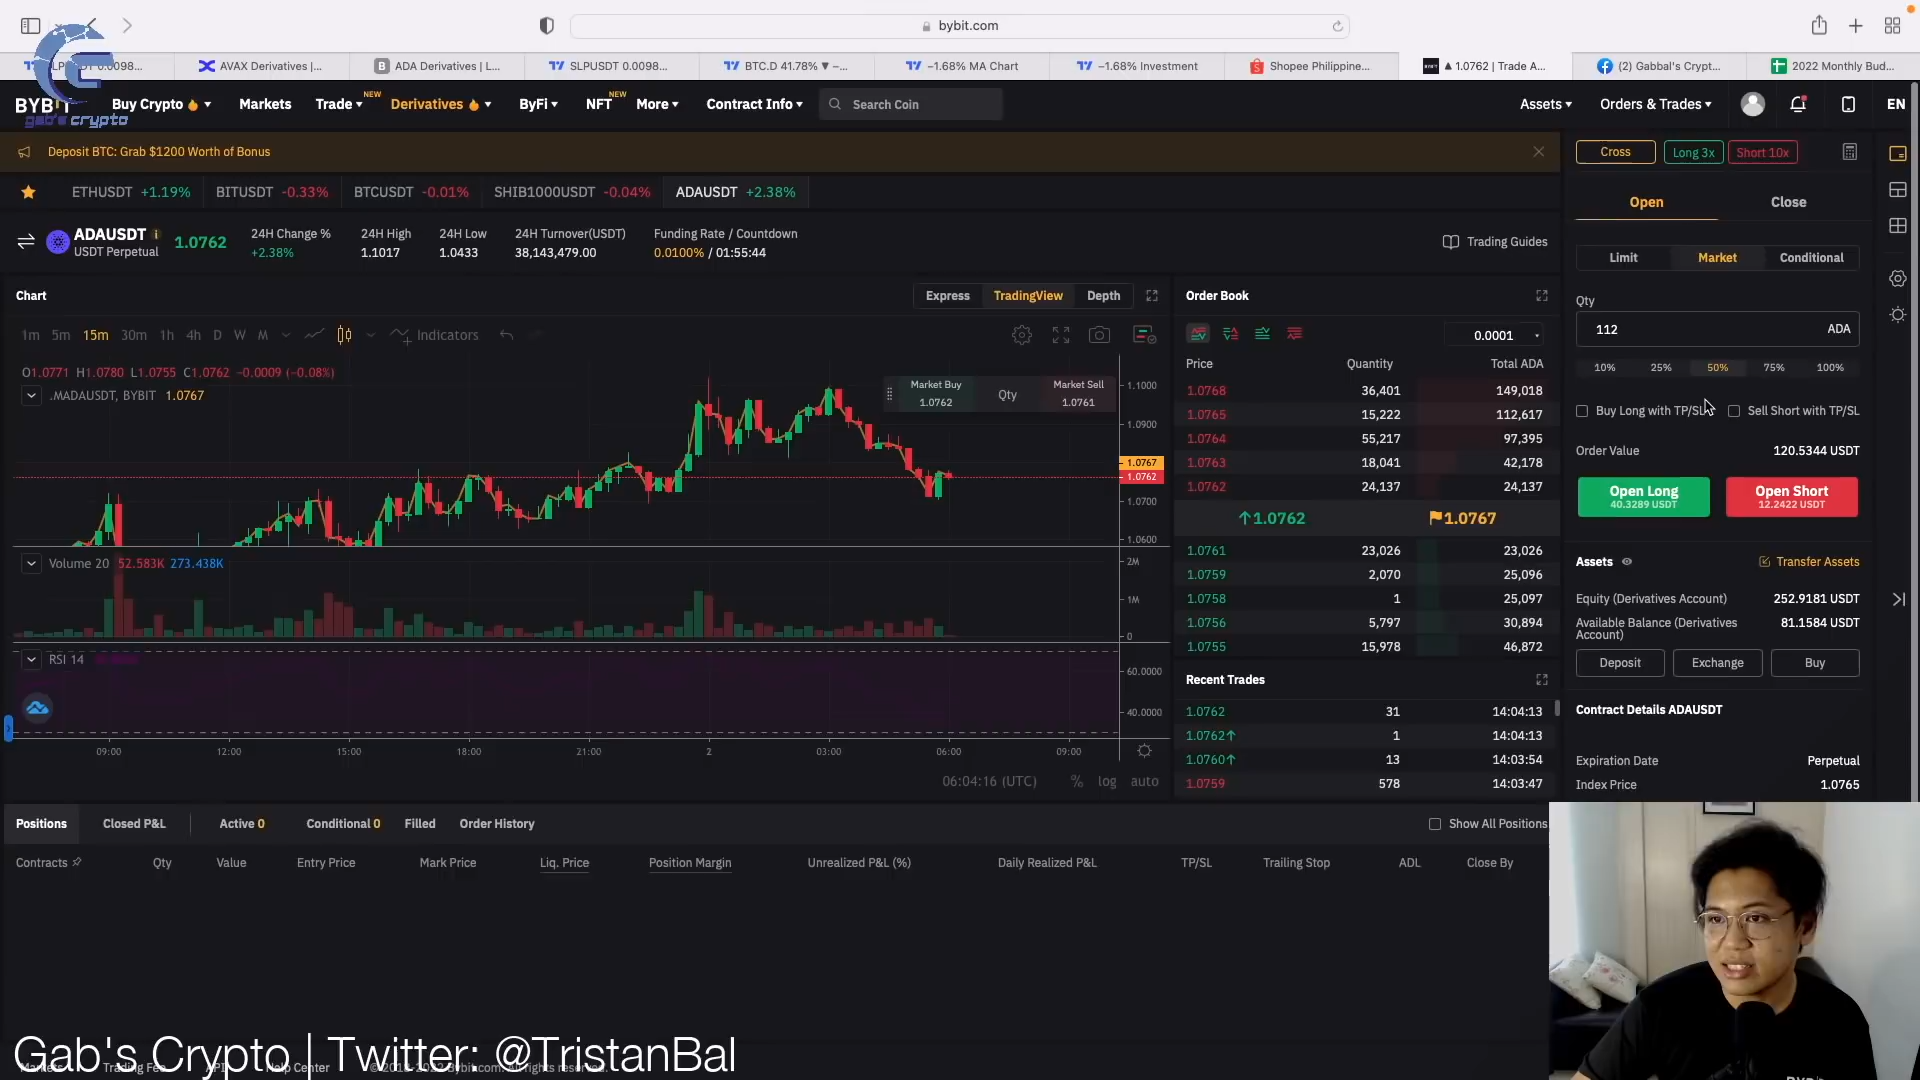 bybit.com
AVAX Derivatives |...
ADA Derivatives | L...
SLPUSDT 0.0098...
BTC.D 41.78% ▼ –...
−1.68% MA Chart
−1.68% Investment
Shopee Philippine...
▲ 1.0762 | Trade A...
(2) Gabbal's Crypt...
2022 Monthly Bud...
Buy Crypto
Markets
Trade
NEW
Derivatives
ByFi
NFT
NEW
More
Contract Info
Search Coin
Assets
Orders & Trades
EN
gab's crypto
Deposit BTC: Grab $1200 Worth of Bonus
ETHUSDT +1.19%
BITUSDT -0.33%
BTCUSDT -0.01%
SHIB1000USDT -0.04%
ADAUSDT +2.38%
ADAUSDT
USDT Perpetual
1.0762
24H Change %
+2.38%
24H High
1.1017
24H Low
1.0433
24H Turnover(USDT)
38,143,479.00
Funding Rate / Countdown
0.0100% / 01:55:44
Trading Guides
Chart
Express
TradingView
Depth
1m 5m 15m 30m 1h 4h D W M
Indicators
O1.0771 H1.0780 L1.0755 C1.0762 −0.0009 (−0.08%)
.MADAUSDT, BYBIT 1.0767
Market Buy
1.0762
Qty
Market Sell
1.0761
1.1000
1.0900
1.0767
1.0762
1.0700
1.0600
Volume 20 52.583K 273.438K
2M
1M
0
RSI 14
60.0000
40.0000
09:00 12:00 15:00 18:00 21:00 2 03:00 06:00 09:00
06:04:16 (UTC) % log auto
Order Book
0.0001
Price Quantity Total ADA
1.0768 36,401 149,018
1.0765 15,222 112,617
1.0764 55,217 97,395
1.0763 18,041 42,178
1.0762 24,137 24,137
↑1.0762 1.0767
1.0761 23,026 23,026
1.0759 2,070 25,096
1.0758 1 25,097
1.0756 5,797 30,894
1.0755 15,978 46,872
Recent Trades
1.0762 31 14:04:13
1.0762↑ 1 14:04:13
1.0760↑ 13 14:03:54
1.0759 578 14:03:47
Cross
Long 3x
Short 10x
Open
Close
Limit
Market
Conditional
Qty
112 ADA
10% 25% 50% 75% 100%
Buy Long with TP/SL
Sell Short with TP/SL
Order Value 120.5344 USDT
Open Long
40.3289 USDT
Open Short
12.2422 USDT
Assets
Transfer Assets
Equity (Derivatives Account) 252.9181 USDT
Available Balance (Derivatives Account) 81.1584 USDT
Deposit
Exchange
Buy
Contract Details ADAUSDT
Expiration Date Perpetual
Index Price 1.0765
Positions
Closed P&L
Active 0
Conditional 0
Filled
Order History
Show All Positions
Contracts Qty Value Entry Price Mark Price Liq. Price Position Margin Unrealized P&L (%) Daily Realized P&L TP/SL Trailing Stop ADL Close By
Gab's Crypto | Twitter: @TristanBal
Help Center